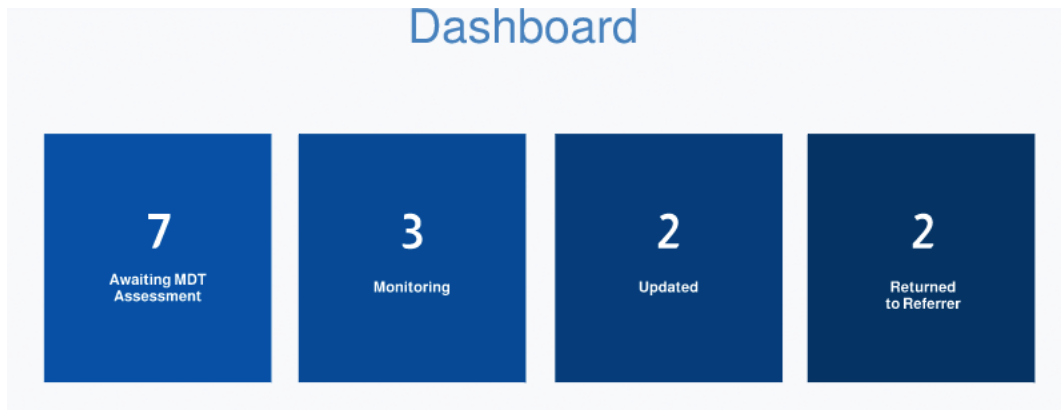 Dashboard
7
Awaiting MDT
Assessment
3
Monitoring
2
Updated
2
Returned
to Referrer